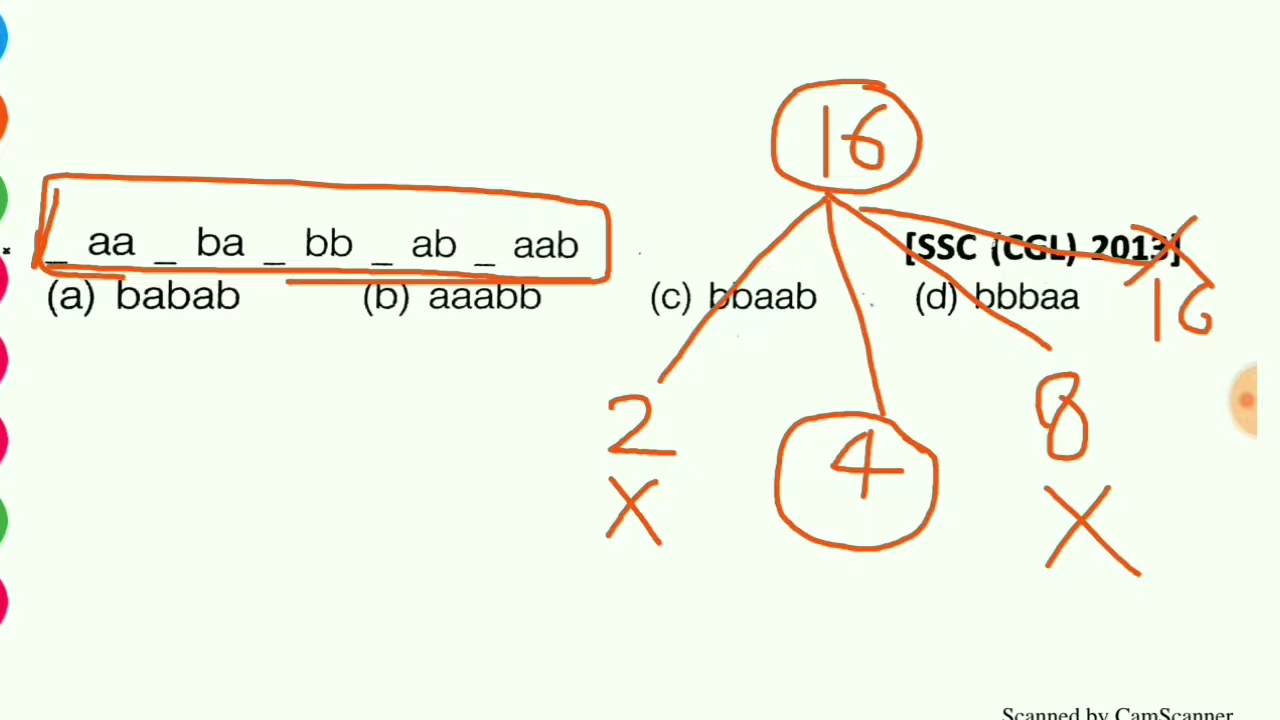 16
_ aa _ ba _ bb _ ab _ aab [SSC (CGL) 2013]
(a) babab (b) aaabb (c) bbaab (d) bbbaa
16
2 4 8
X X
Scanned by CamScanner